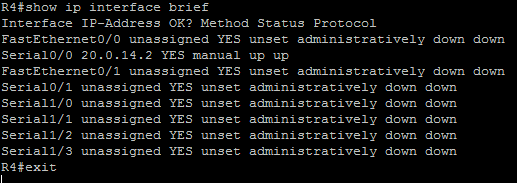 R4#show ip interface brief
Interface IP-Address OK? Method Status Protocol
FastEthernet0/0 unassigned YES unset administratively down down
Serial0/0 20.0.14.2 YES manual up up
FastEthernet0/1 unassigned YES unset administratively down down
Serial0/1 unassigned YES unset administratively down down
Serial1/0 unassigned YES unset administratively down down
Serial1/1 unassigned YES unset administratively down down
Serial1/2 unassigned YES unset administratively down down
Serial1/3 unassigned YES unset administratively down down
R4#exit